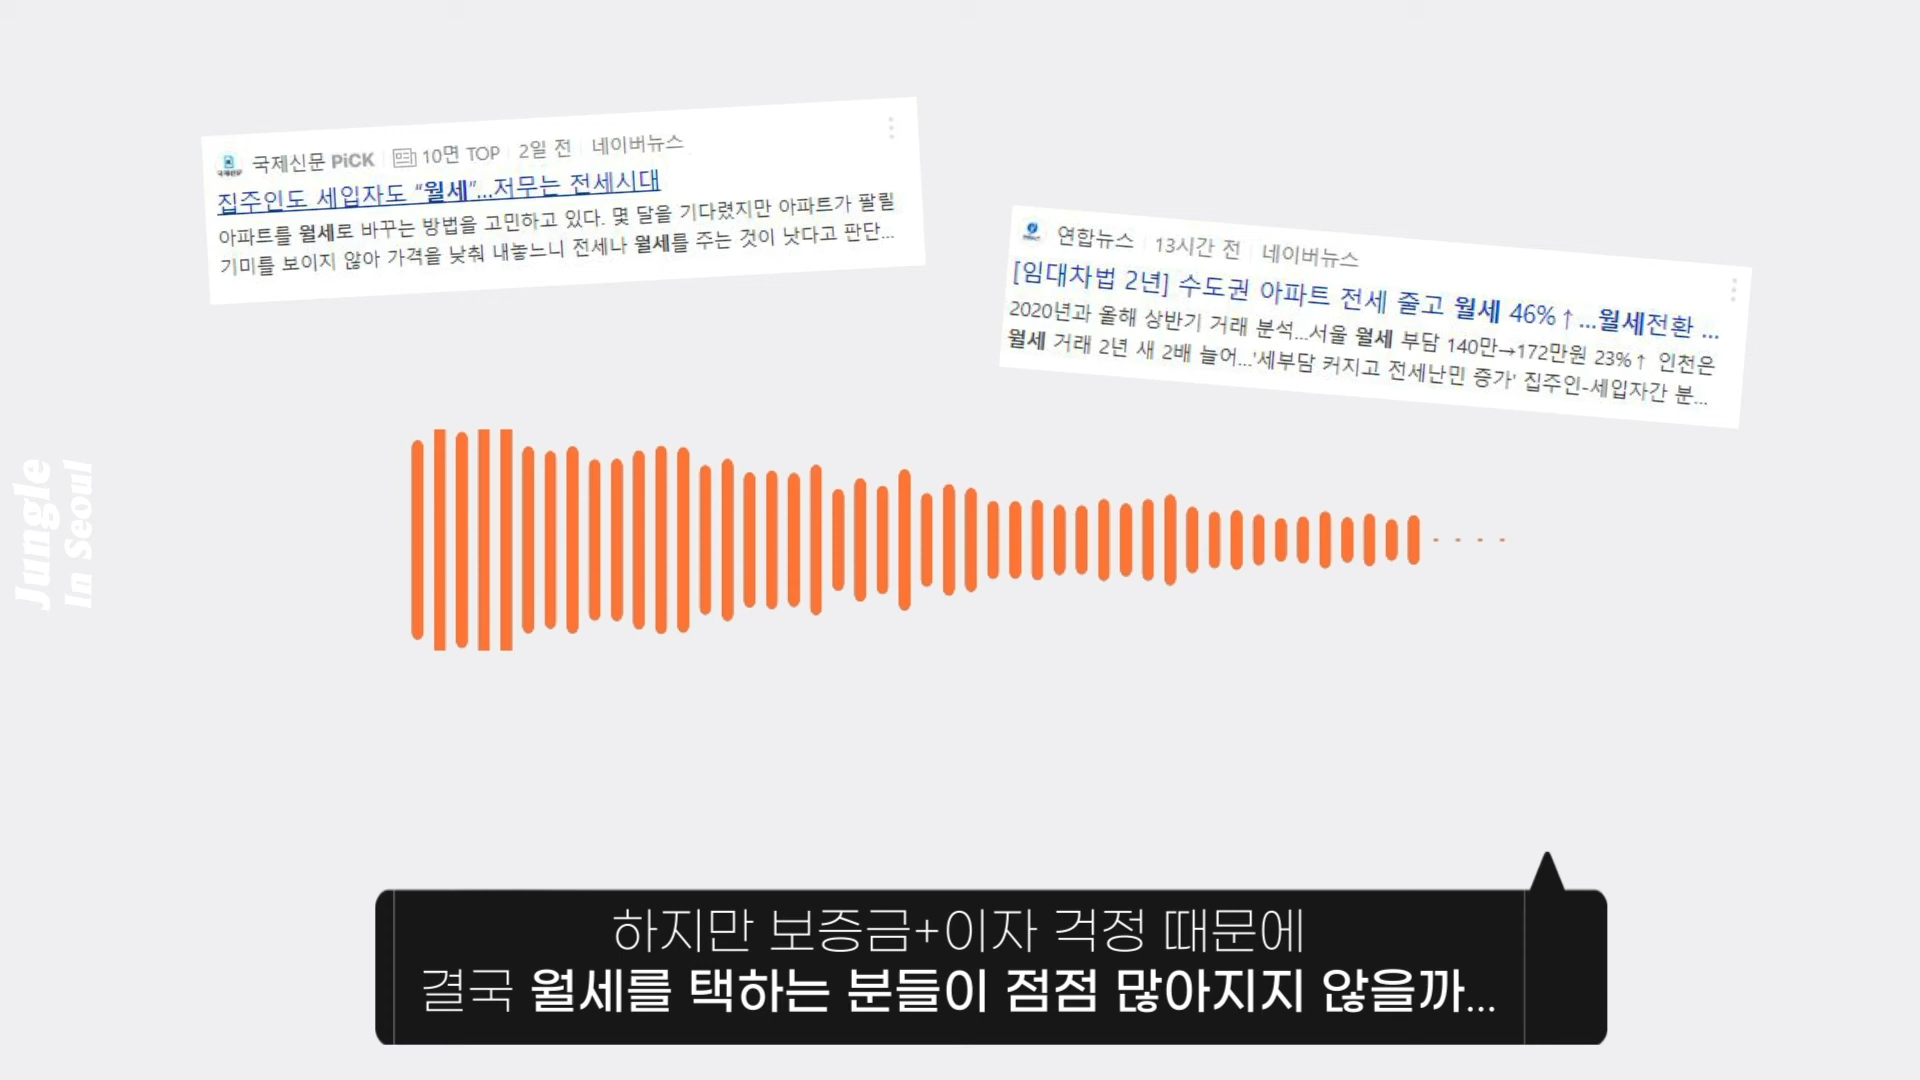 국제신문 PiCK 10면 TOP 2일 전 네이버뉴스
집주인도 세입자도 “월세”...저무는 전세시대
아파트를 월세로 바꾸는 방법을 고민하고 있다. 몇 달을 기다렸지만 아파트가 팔릴
기미를 보이지 않아 가격을 낮춰 내놓느니 전세나 월세를 주는 것이 낫다고 판단...
연합뉴스 13시간 전 네이버뉴스
[임대차법 2년] 수도권 아파트 전세 줄고 월세 46%↑...월세전환 ...
2020년과 올해 상반기 거래 분석...서울 월세 부담 140만→172만원 23%↑ 인천은
월세 거래 2년 새 2배 늘어...'세부담 커지고 전세난민 증가' 집주인-세입자간 분...
Jungle
In Seoul
하지만 보증금+이자 걱정 때문에
결국 월세를 택하는 분들이 점점 많아지지 않을까...